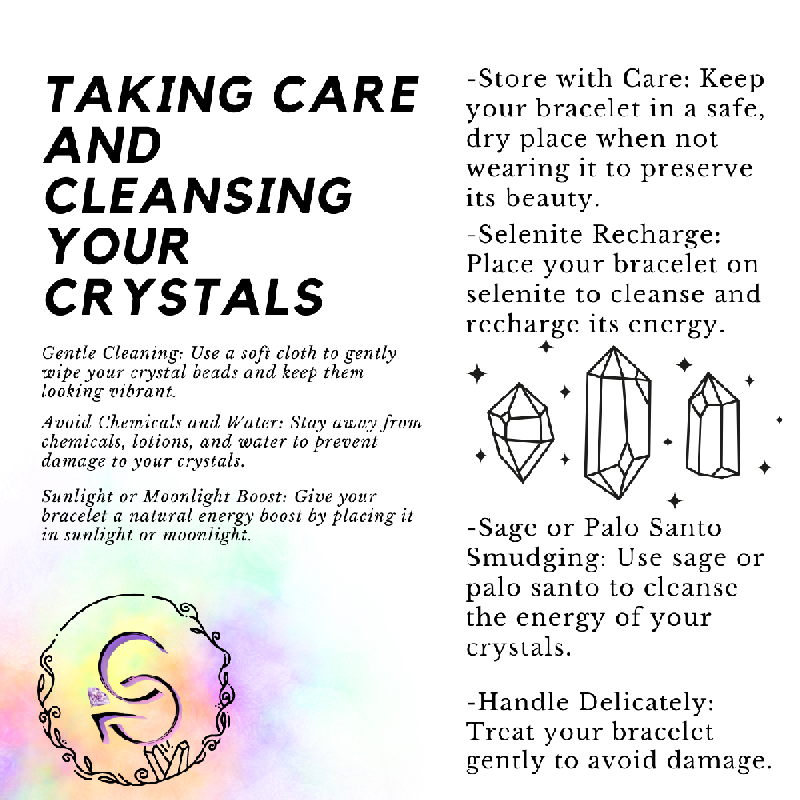 TAKING CARE
AND
CLEANSING
YOUR
CRYSTALS
Gentle Cleaning: Use a soft cloth to gently
wipe your crystal beads and keep them
looking vibrant.
Avoid Chemicals and Water: Stay away from
chemicals, lotions, and water to prevent
damage to your crystals.
Sunlight or Moonlight Boost: Give your
bracelet a natural energy boost by placing it
in sunlight or moonlight.
-Store with Care: Keep
your bracelet in a safe,
dry place when not
wearing it to preserve
its beauty.
-Selenite Recharge:
Place your bracelet on
selenite to cleanse and
recharge its energy.
-Sage or Palo Santo
Smudging: Use sage or
palo santo to cleanse
the energy of your
crystals.
-Handle Delicately:
Treat your bracelet
gently to avoid damage.